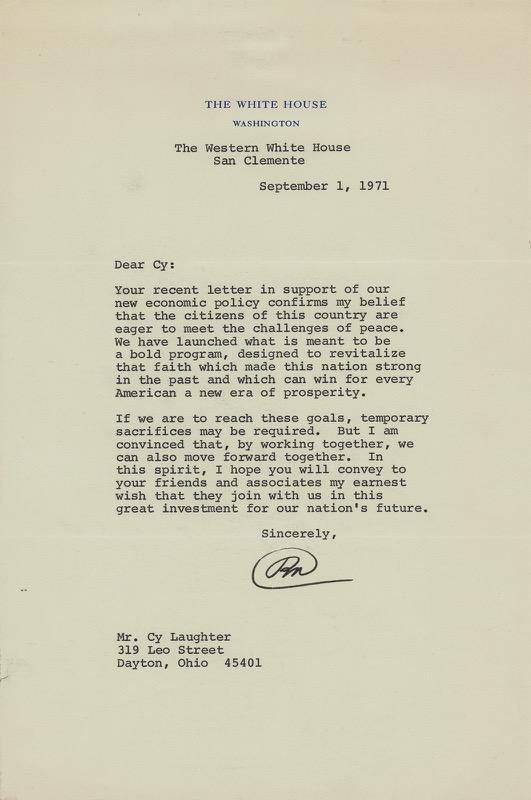 THE WHITE HOUSE
WASHINGTON
The Western White House
San Clemente
September 1, 1971
Dear Cy:
Your recent letter in support of our
new economic policy confirms my belief
that the citizens of this country are
eager to meet the challenges of peace.
We have launched what is meant to be
a bold program, designed to revitalize
that faith which made this nation strong
in the past and which can win for every
American a new era of prosperity.
If we are to reach these goals, temporary
sacrifices may be required.  But I am
convinced that, by working together, we
can also move forward together.  In
this spirit, I hope you will convey to
your friends and associates my earnest
wish that they join with us in this
great investment for our nation's future.
Sincerely,
RN
Mr. Cy Laughter
319 Leo Street
Dayton, Ohio  45401